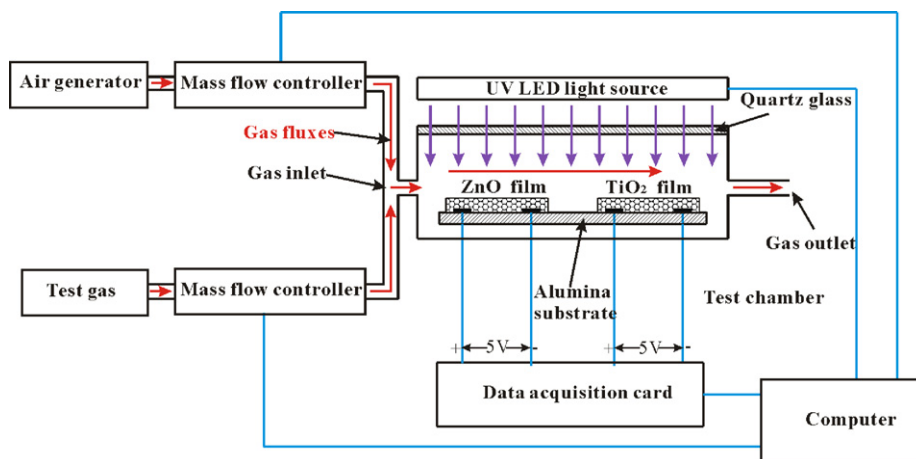 Air generator
Mass flow controller
UV LED light source
Quartz glass
Gas fluxes
Gas inlet
ZnO film
TiO2 film
Gas outlet
Test gas
Mass flow controller
Alumina
substrate
Test chamber
+ 5V -
+ 5V -
Data acquisition card
Computer